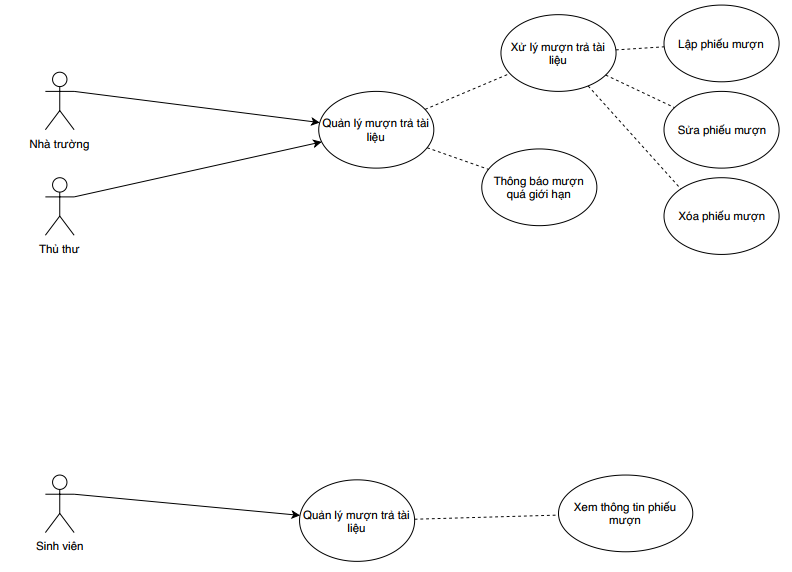 Xử lý mượn trả tài
liệu
Lập phiếu mượn
Nhà trường
Quản lý mượn trả tài
liệu
Sửa phiếu mượn
Thông báo mượn
quá giới hạn
Xóa phiếu mượn
Thủ thư
Sinh viên
Quản lý mượn trả tài
liệu
Xem thông tin phiếu
mượn